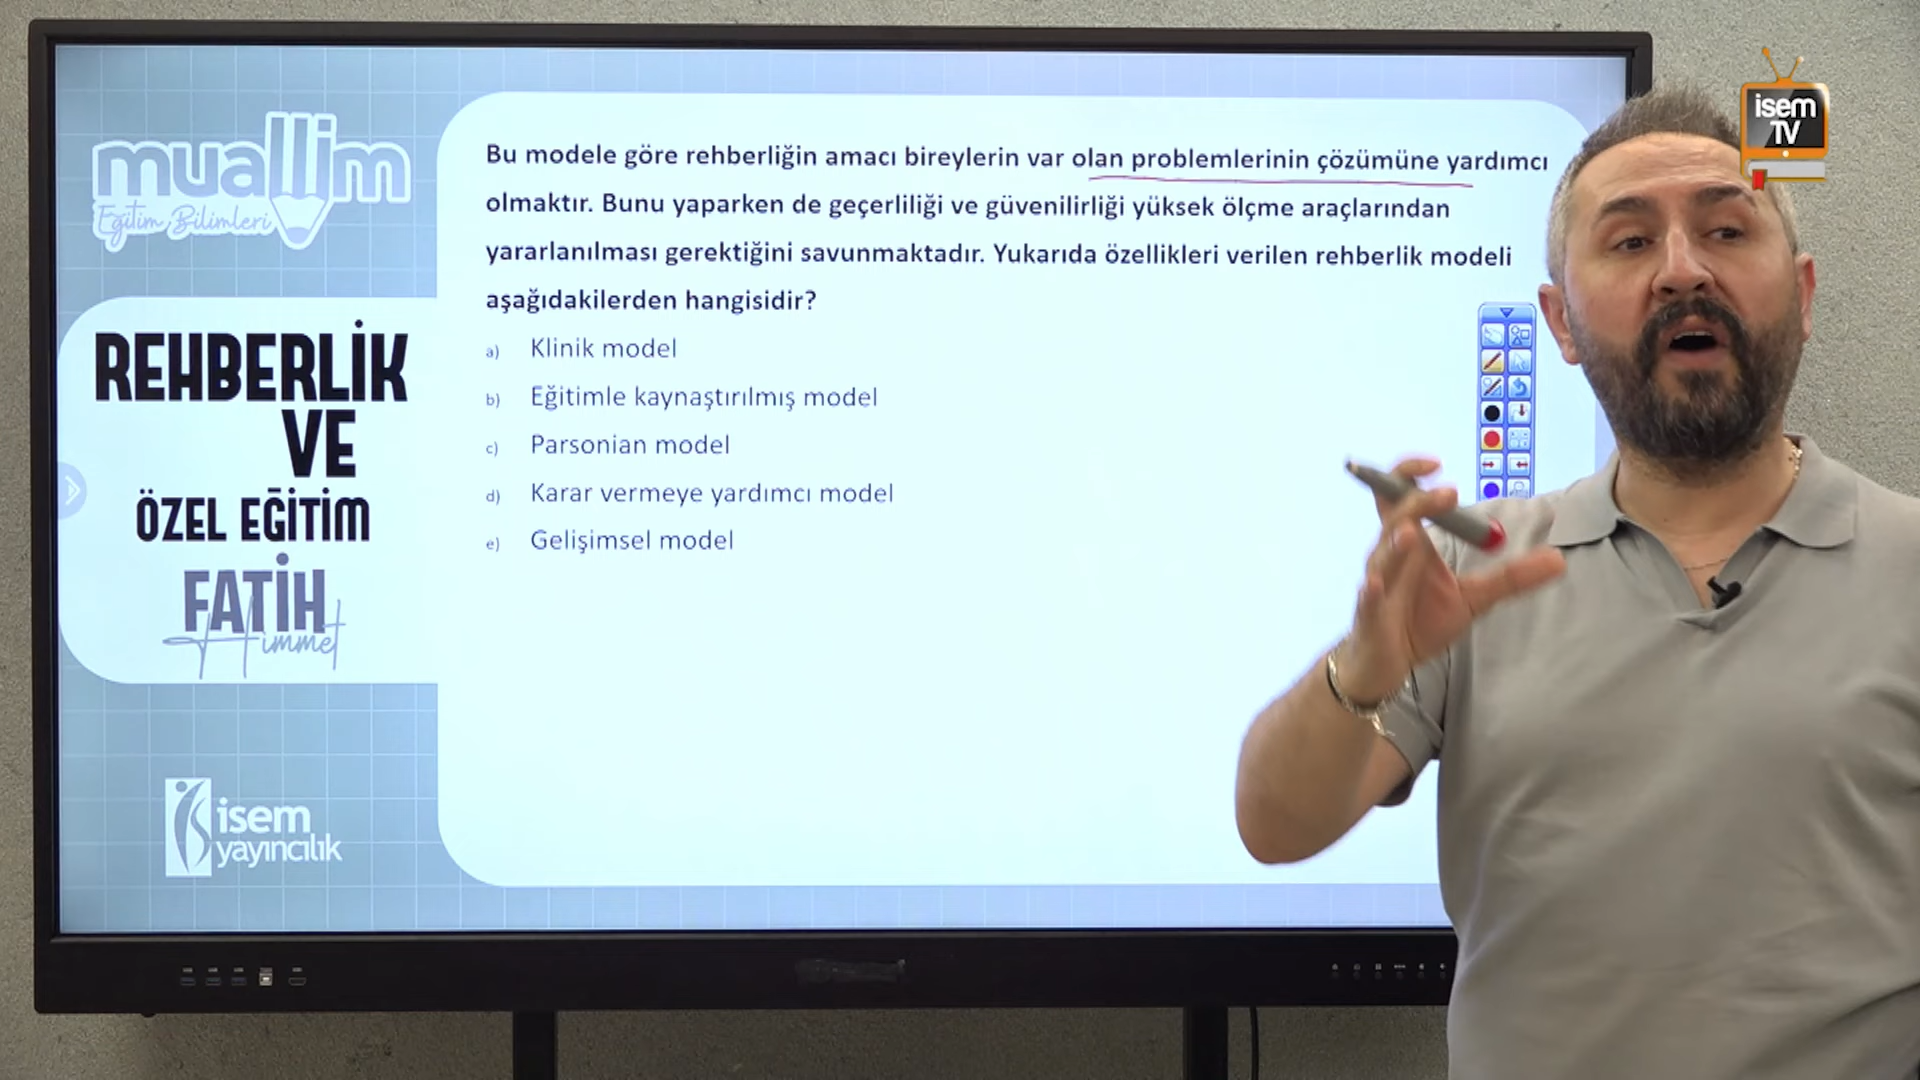 isem
TV
muallim
Eğitim Bilimleri
REHBERLİK
VE
ÖZEL EĞİTİM
FATİH
Himmet
isem
yayıncılık
Bu modele göre rehberliğin amacı bireylerin var olan problemlerinin çözümüne yardımcı
olmaktır. Bunu yaparken de geçerliliği ve güvenilirliği yüksek ölçme araçlarından
yararlanılması gerektiğini savunmaktadır. Yukarıda özellikleri verilen rehberlik modeli
aşağıdakilerden hangisidir?
a) Klinik model
b) Eğitimle kaynaştırılmış model
c) Parsonian model
d) Karar vermeye yardımcı model
e) Gelişimsel model